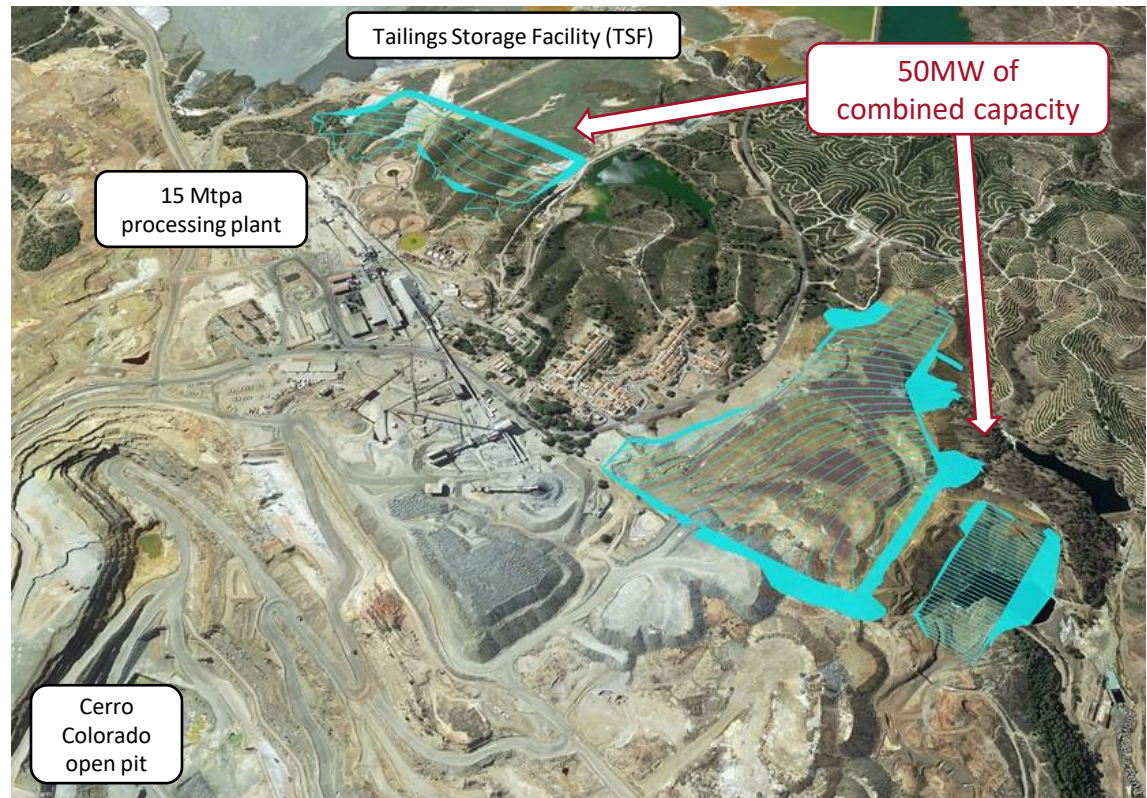 Tailings Storage Facility (TSF)
50MW of
combined capacity
15 Mtpa
processing plant
Cerro
Colorado
open pit